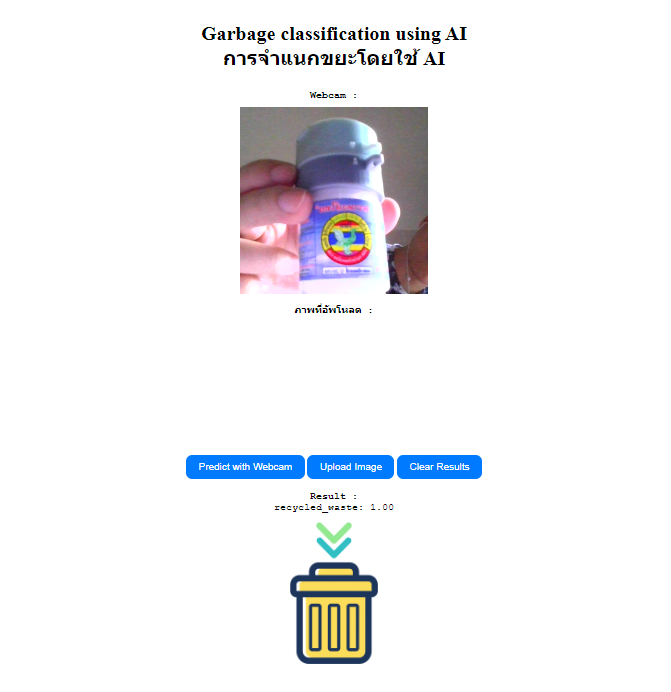 Garbage classification using AI
การจำแนกขยะโดยใช้ AI
Webcam :
ภาพที่อัพโหลด :
Predict with Webcam
Upload Image
Clear Results
Result :
recycled_waste: 1.00